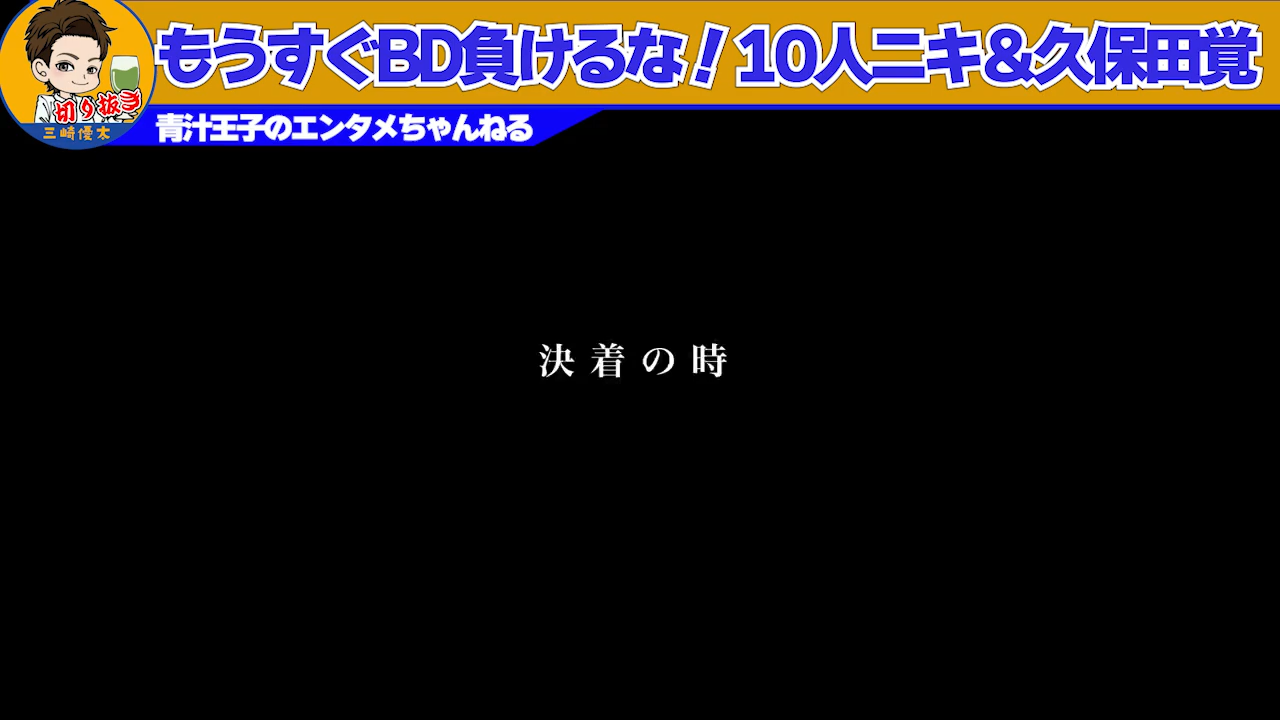 もうすぐBD負けるな!10人ニキ&久保田覚
切り抜き
三崎優太
青汁王子のエンタメちゃんねる
決着の時